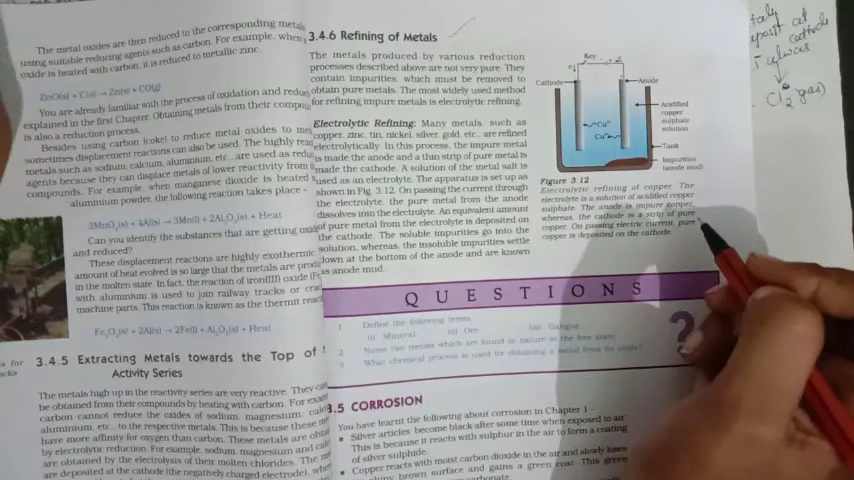 The metal oxides are then reduced to the corresponding metals
using suitable reducing agents such as carbon. For example, when
oxide is heated with carbon, it is reduced to metallic zinc.
ZnO(s) + C(s) → Zn(s) + CO(g)
You are already familiar with the process of oxidation and
explained in the first Chapter. Obtaining metals from their
is also a reduction process.
Besides using carbon (coke) to reduce metal oxides to
sometimes displacement reactions can also be used. The highly
metals such as sodium, calcium, aluminium, etc., are used as
agents because they can displace metals of lower reactivity from
compounds. For example, when manganese dioxide is heated
aluminium powder, the following reaction takes place –
3MnO₂(s) + 4Al(s) → 3Mn(l) + 2Al₂O₃(s) + Heat
Can you identify the substances that are getting
and reduced?
These displacement reactions are highly exothermic
amount of heat evolved is so large that the metals are
in the molten state. In fact, the reaction of iron(III) oxide
with aluminium is used to join railway tracks or
machine parts. This reaction is known as the thermit
Fe₂O₃(s) + 2Al(s) → 2Fe(l) + Al₂O₃(s) + Heat
3.4.5 Extracting Metals towards the Top of
Activity Series
The metals high up in the reactivity series are very reactive. They
be obtained from their compounds by heating with carbon. For
carbon cannot reduce the oxides of sodium, magnesium,
aluminium, etc., to the respective metals. This is because these
have more affinity for oxygen than carbon. These metals are
by electrolytic reduction. For example, sodium, magnesium and
are obtained by the electrolysis of their molten chlorides. The
are deposited at the cathode (the negatively charged electrode),
3.4.6 Refining of Metals
The metals produced by various reduction
processes described above are not very pure. They
contain impurities, which must be removed to
obtain pure metals. The most widely used method
for refining impure metals is electrolytic refining.
Electrolytic Refining: Many metals, such as
copper, zinc, tin, nickel, silver, gold, etc., are refined
electrolytically. In this process, the impure metal
is made the anode and a thin strip of pure metal is
made the cathode. A solution of the metal salt is
used as an electrolyte. The apparatus is set up as
shown in Fig. 3.12. On passing the current through
the electrolyte, the pure metal from the anode
dissolves into the electrolyte. An equivalent amount
of pure metal from the electrolyte is deposited on
the cathode. The soluble impurities go into the
solution, whereas, the insoluble impurities settle
down at the bottom of the anode and are known
as anode mud.
Key
Cathode
Anode
Acidified
copper
sulphate
solution
Cu
Cu
Tank
Impurities
(anode mud)
Figure 3.12
Electrolytic refining of copper. The
electrolyte is a solution of acidified copper
sulphate. The anode is impure copper,
whereas, the cathode is a strip of pure
copper. On passing electric current, pure
copper is deposited on the cathode.
at
cathode
Cl₂ gas)
QUESTIONS
1 Define the following terms.
(i) Mineral (ii) Ore (iii) Gangue
2 Name two metals which are found in nature in the free state.
3 What chemical process is used for obtaining a metal from its oxide?
?
3.5 CORROSION
You have learnt the following about corrosion in Chapter 1 –
Silver articles become black after some time when exposed to air.
This is because it reacts with sulphur in the air to form a coating
of silver sulphide.
Copper reacts with moist carbon dioxide in the air and slowly loses
shiny brown surface and gains a green coat. This green